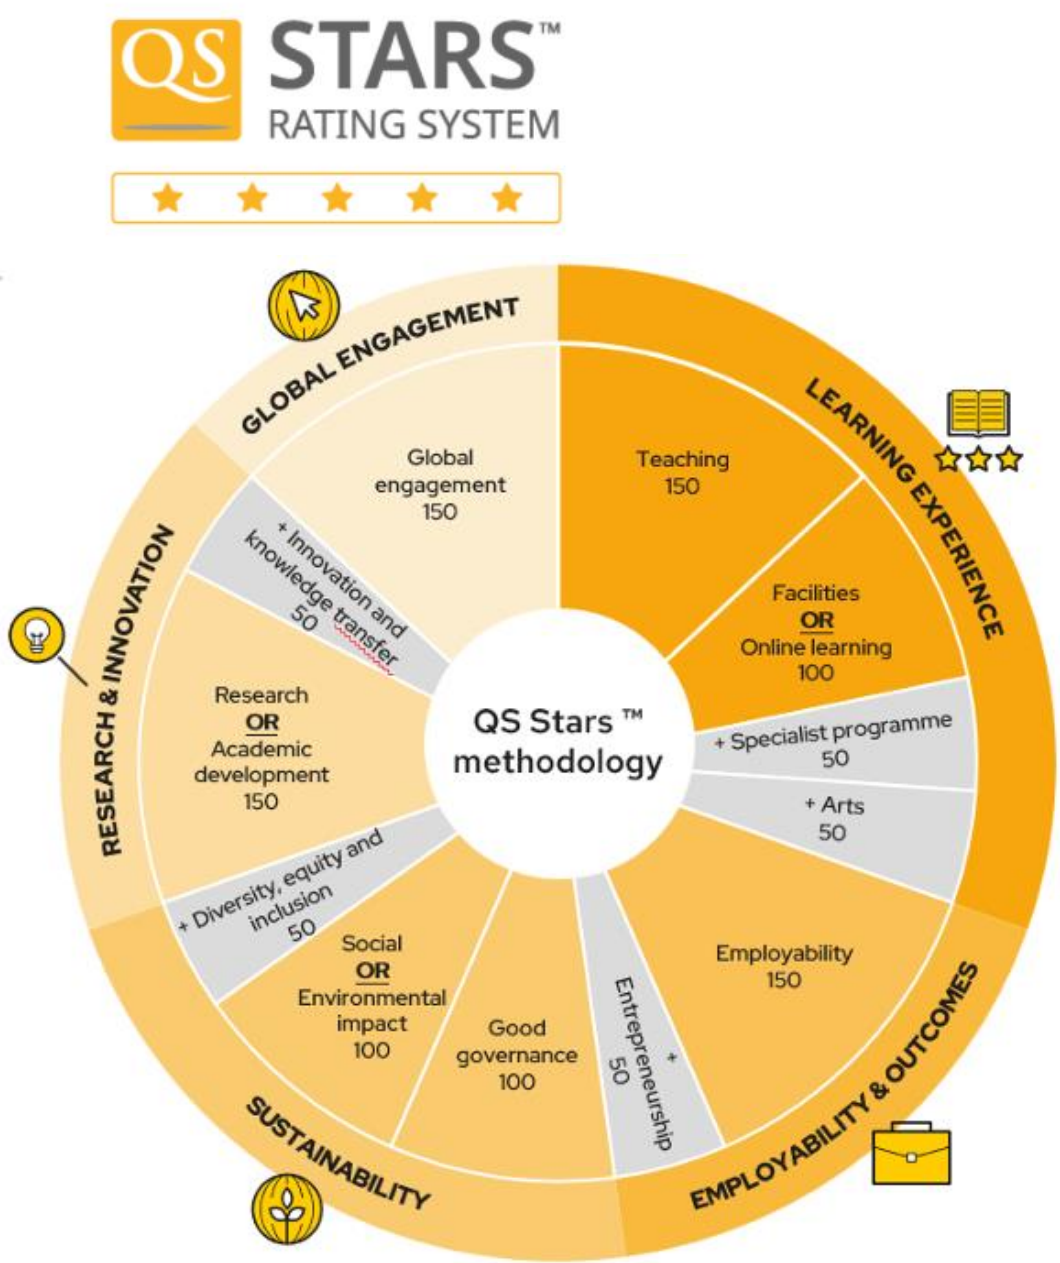 QS STARS™
RATING SYSTEM
GLOBAL ENGAGEMENT
LEARNING EXPERIENCE
EMPLOYABILITY & OUTCOMES
SUSTAINABILITY
RESEARCH & INNOVATION
Global
engagement
150
Teaching
150
Facilities
OR
Online learning
100
+ Specialist programme
50
+ Arts
50
Employability
150
+
Entrepreneurship
50
Good
governance
100
Social
OR
Environmental
impact
100
+ Diversity, equity and
inclusion
50
Research
OR
Academic
development
150
+ Innovation and
knowledge transfer
50
QS Stars ™
methodology